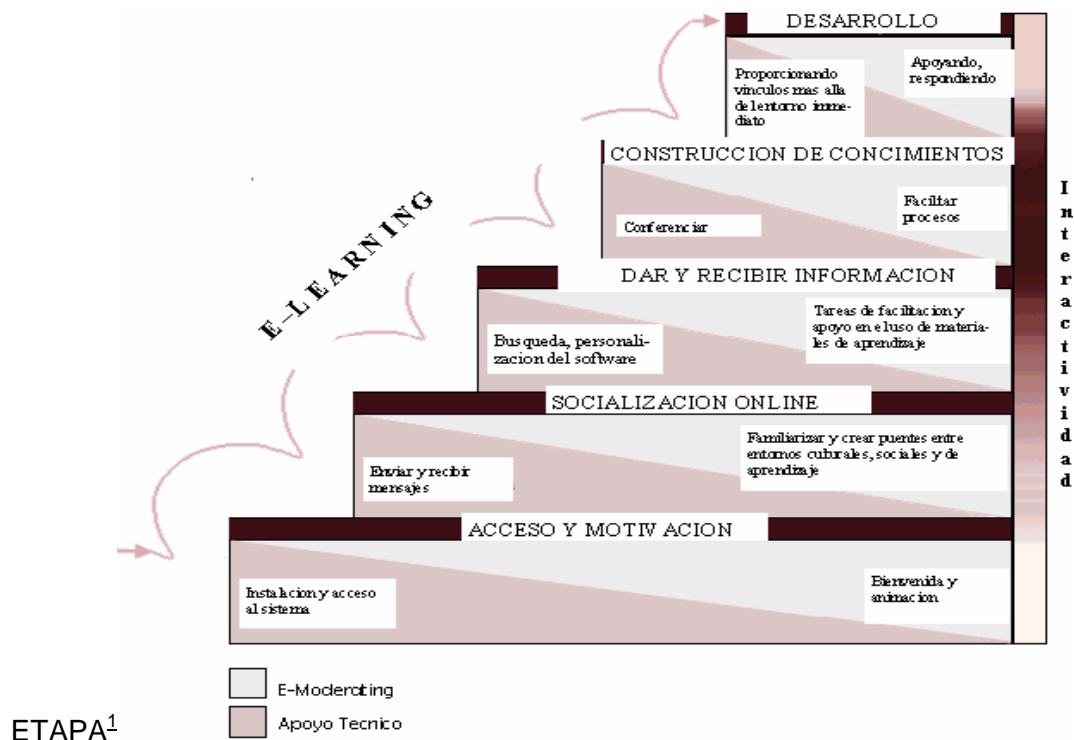 DESARROLLO
Proporcionando
vinculos mas alla
de lentorno imme-
diato
Apoyando,
respondiendo
CONSTRUCCION DE CONCIMIENTOS
Conferenciar
Facilitar
procesos
DAR Y RECIBIR INFORMACION
Busqueda, personali-
zacion del software
Tareas de facilitacion y
apoyo en el uso de materia-
les de aprendizaje
SOCIALIZACION ONLINE
Enviar y recibir
mensajes
Familiarizar y crear puentes entre
entornos culturales, sociales y de
aprendizaje
ACCESO Y MOTIVACION
Instalacion y acceso
al sistema
Bienvenida y
animacion
E-LEARNING
Interactividad
E-Moderating
Apoyo Tecnico
ETAPA1